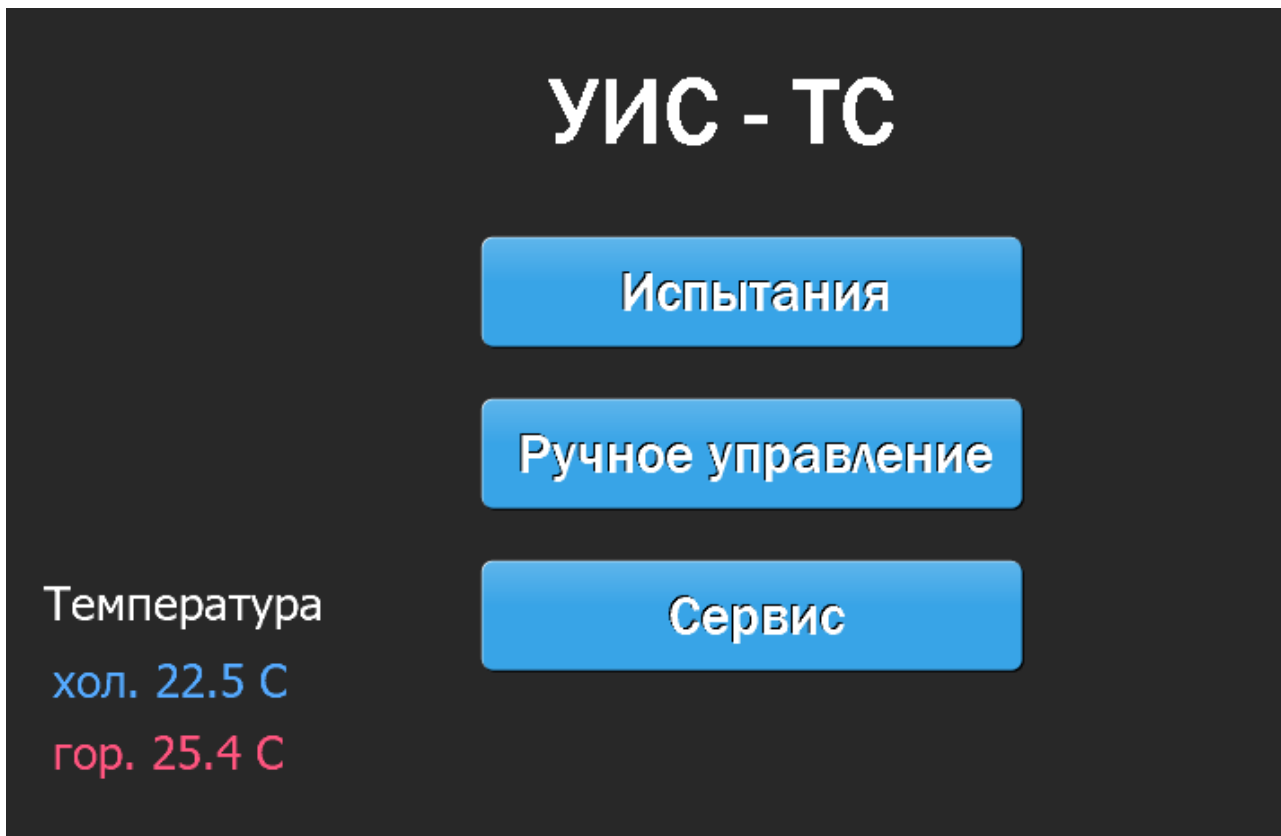 УИС - ТС
Испытания
Ручное управление
Сервис
Температура
хол. 22.5 С
гор. 25.4 С